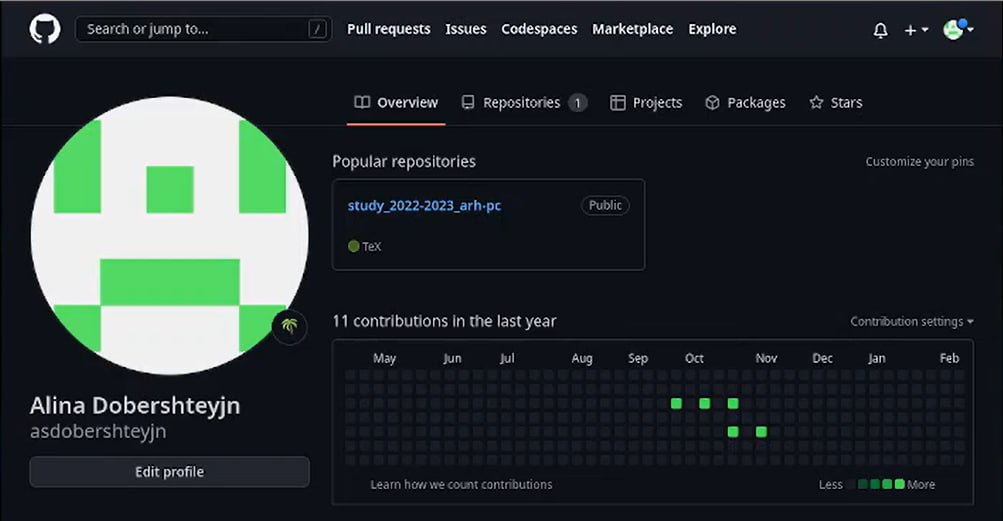 Search or jump to... /
Pull requests Issues Codespaces Marketplace Explore
Overview Repositories 1 Projects Packages Stars
Popular repositories Customize your pins
study_2022-2023_arh-pc Public
TeX
11 contributions in the last year Contribution settings
May Jun Jul Aug Sep Oct Nov Dec Jan Feb
Learn how we count contributions Less More
Alina Dobershteyjn
asdobershteyjn
Edit profile